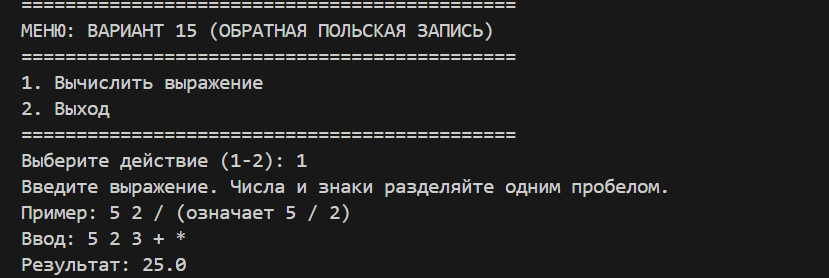 =============================================
МЕНЮ: ВАРИАНТ 15 (ОБРАТНАЯ ПОЛЬСКАЯ ЗАПИСЬ)
=============================================
1. Вычислить выражение
2. Выход
=============================================
Выберите действие (1-2): 1
Введите выражение. Числа и знаки разделяйте одним пробелом.
Пример: 5 2 / (означает 5 / 2)
Ввод: 5 2 3 + *
Результат: 25.0